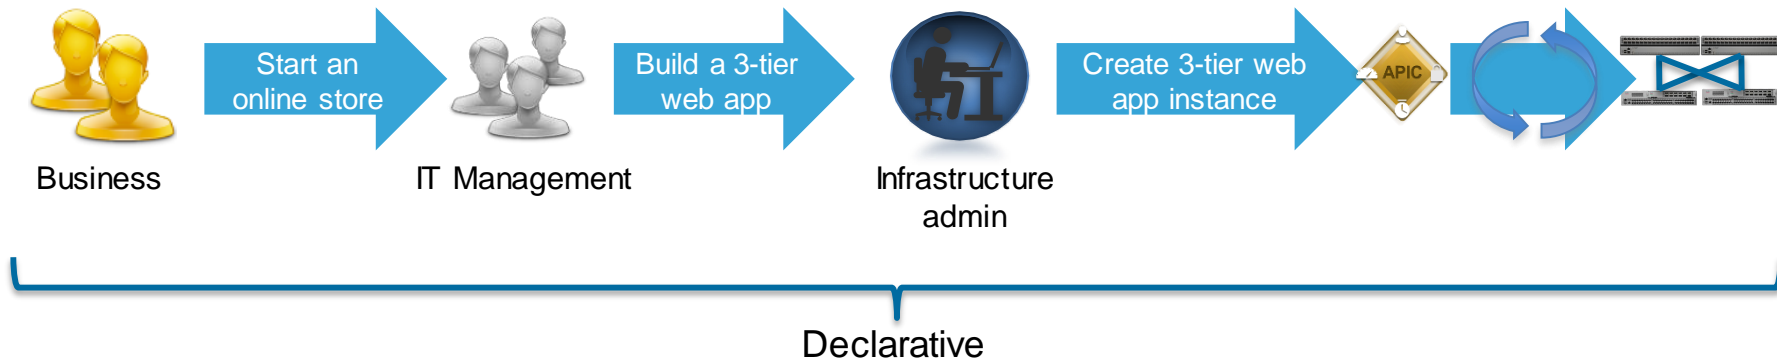 Start an
online store
Build a 3-tier
web app
Create 3-tier web
app instance
APIC
Business
IT Management
Infrastructure
admin
Declarative